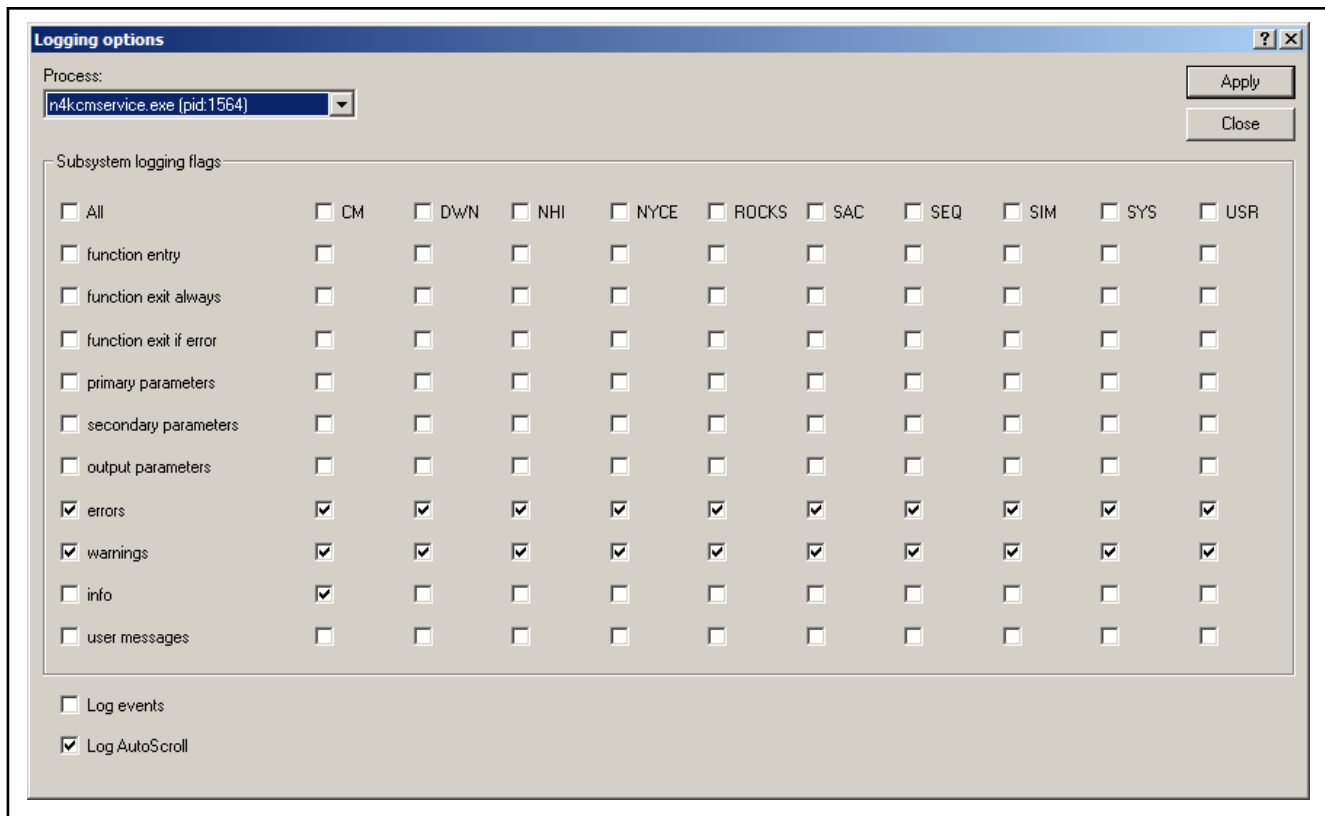 Logging options
Process:
n4kcmservice.exe (pid:1564)
Apply
Close
Subsystem logging flags
All CM DWN NHI NYCE ROCKS SAC SEQ SIM SYS USR
function entry
function exit always
function exit if error
primary parameters
secondary parameters
output parameters
errors
warnings
info
user messages
Log events
Log AutoScroll